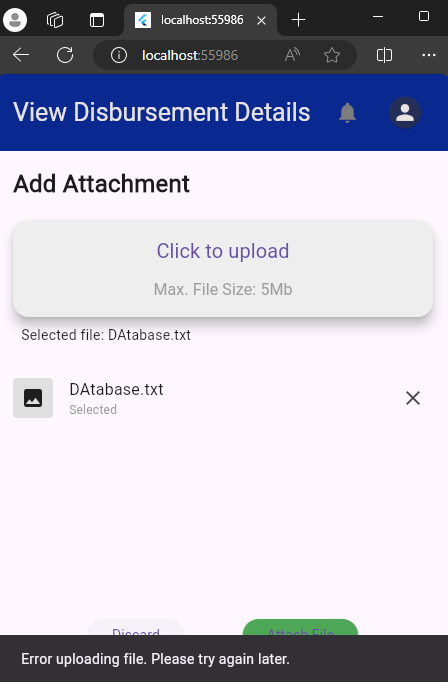 localhost:55986
localhost:55986
View Disbursement Details
Add Attachment
Click to upload
Max. File Size: 5Mb
Selected file: DAtabase.txt
DAtabase.txt
Selected
Discard
Attach File
Error uploading file. Please try again later.